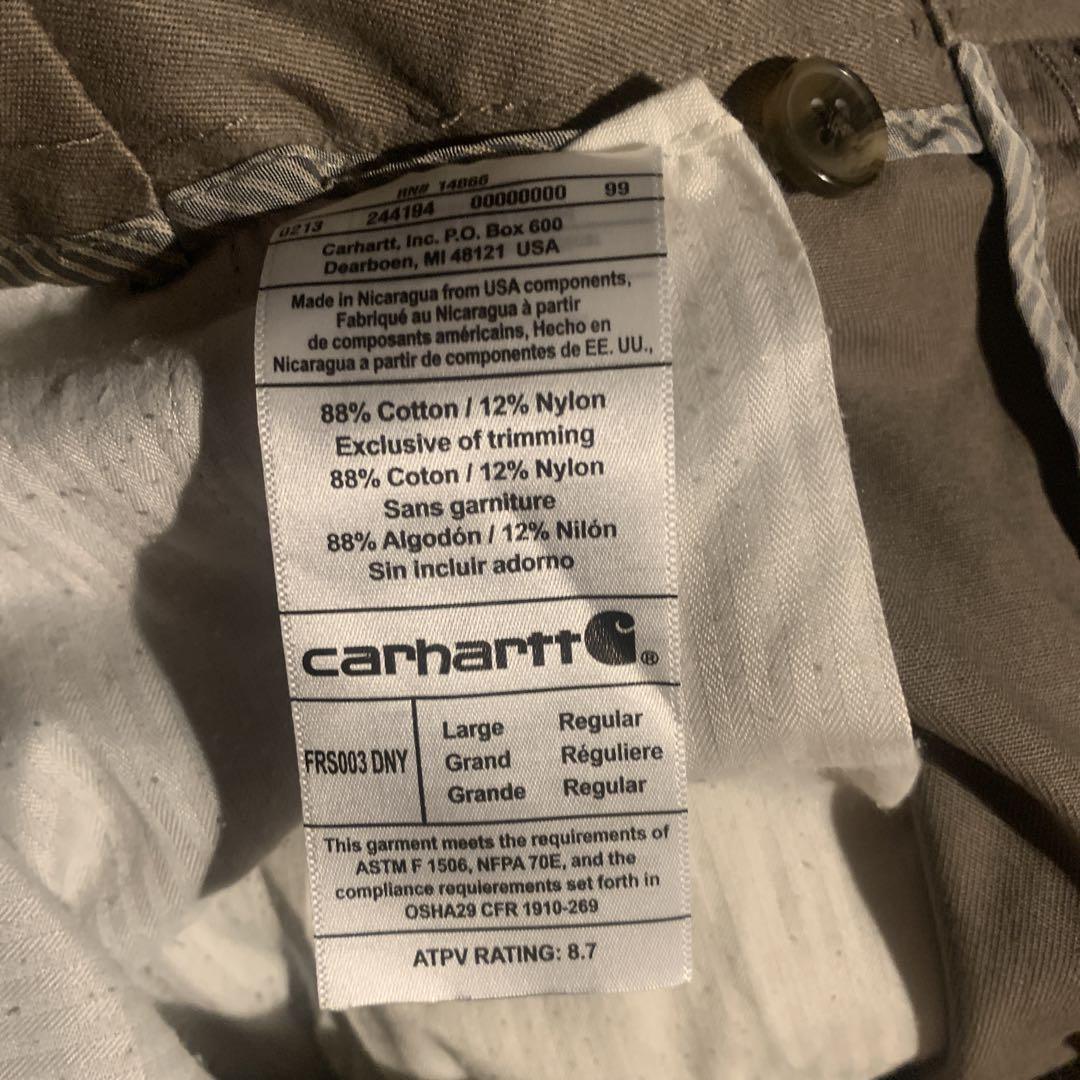 RN# 14806
0213 244194 00000000 99
Carhartt, Inc. P.O. Box 600
Dearboen, MI 48121 USA
Made in Nicaragua from USA components,
Fabriqué au Nicaragua à partir
de composants américains, Hecho en
Nicaragua a partir de componentes de EE. UU.,
88% Cotton / 12% Nylon
Exclusive of trimming
88% Coton / 12% Nylon
Sans garniture
88% Algodón / 12% Nilón
Sin incluir adorno
carhartt®
FRS003 DNY
Large Regular
Grand Réguliere
Grande Regular
This garment meets the requirements of
ASTM F 1506, NFPA 70E, and the
compliance requierements set forth in
OSHA29 CFR 1910-269
ATPV RATING: 8.7